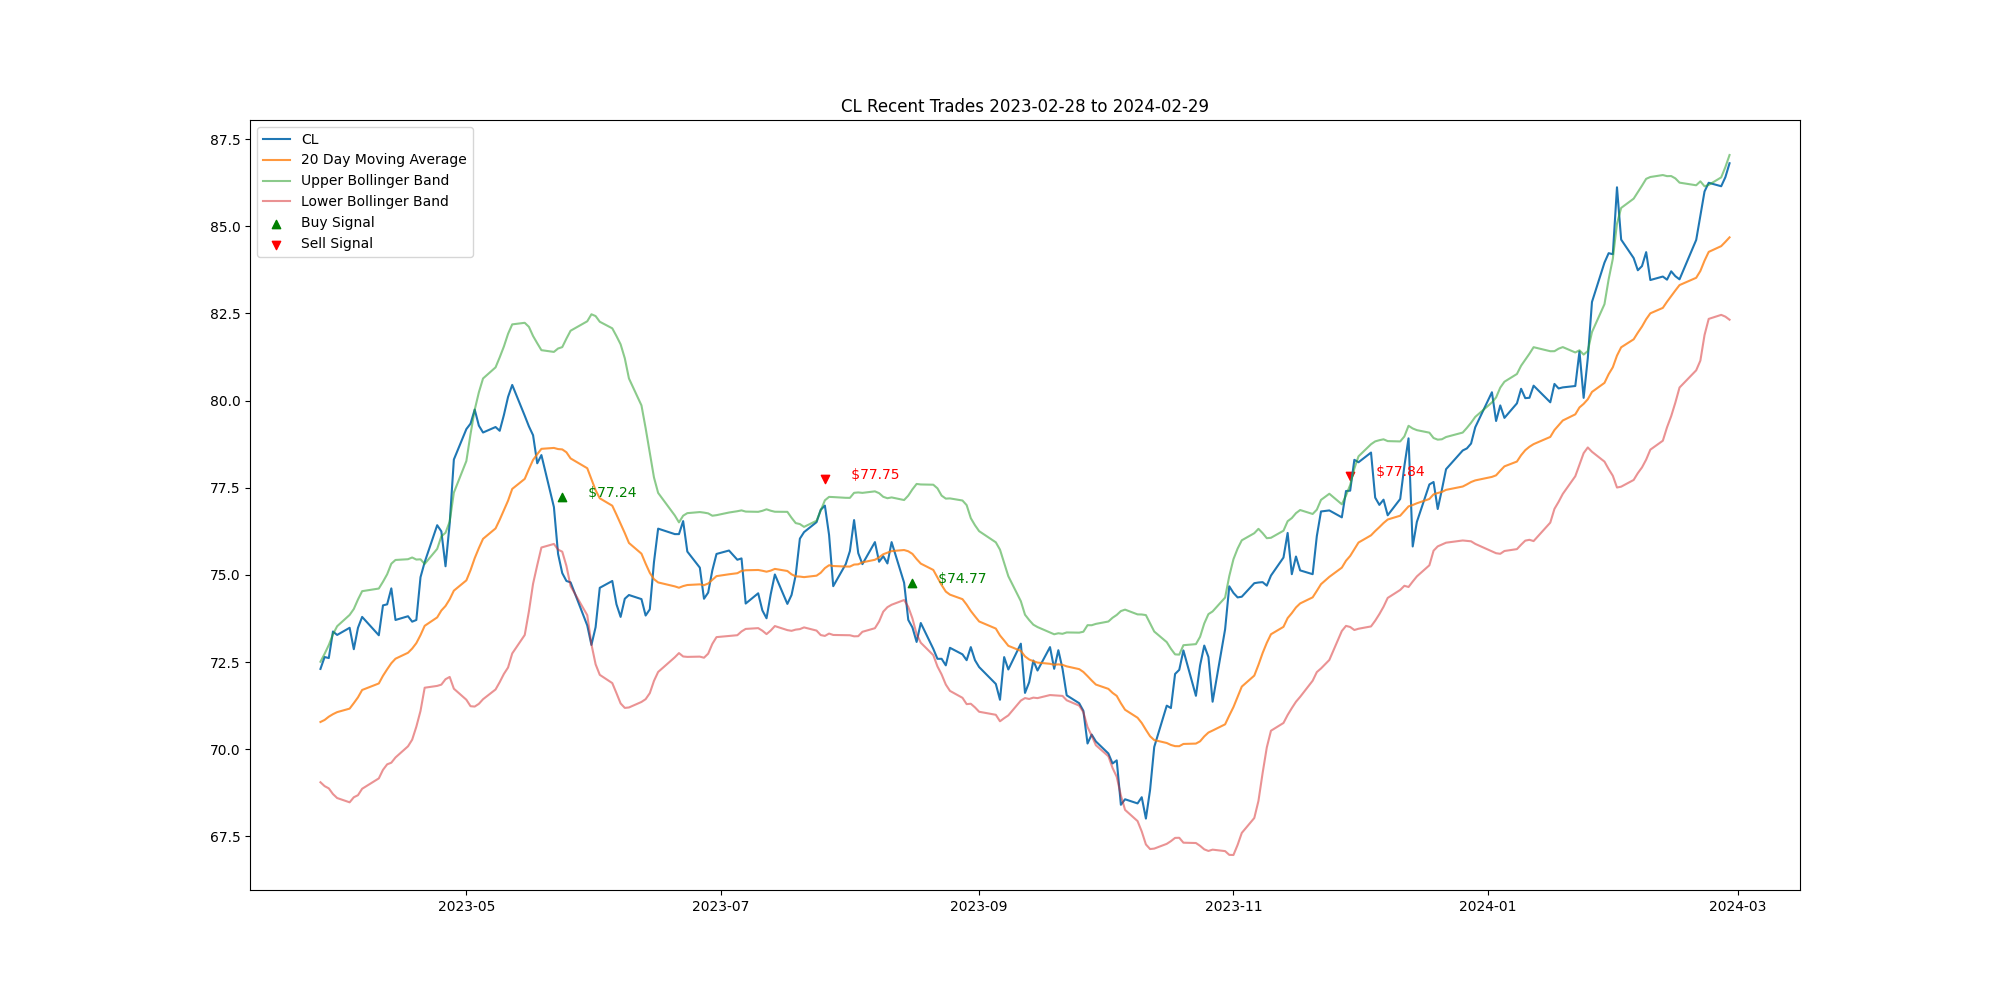 CL Recent Trades 2023-02-28 to 2024-02-29
87.5
85.0
82.5
80.0
77.5
75.0
72.5
70.0
67.5
CL
20 Day Moving Average
Upper Bollinger Band
Lower Bollinger Band
Buy Signal
Sell Signal
$77.24
$77.75
$74.77
$77.84
2023-05
2023-07
2023-09
2023-11
2024-01
2024-03